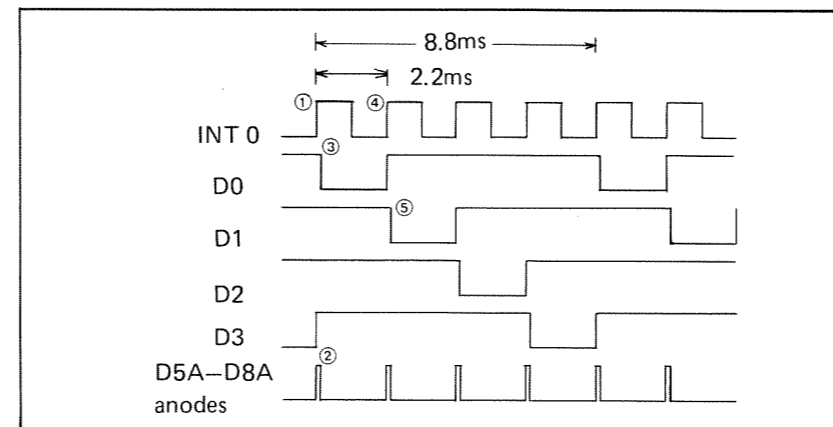 8.8ms
2.2ms
① ④
INT 0
③
D0
⑤
D1
D2
D3
②
D5A–D8A
anodes